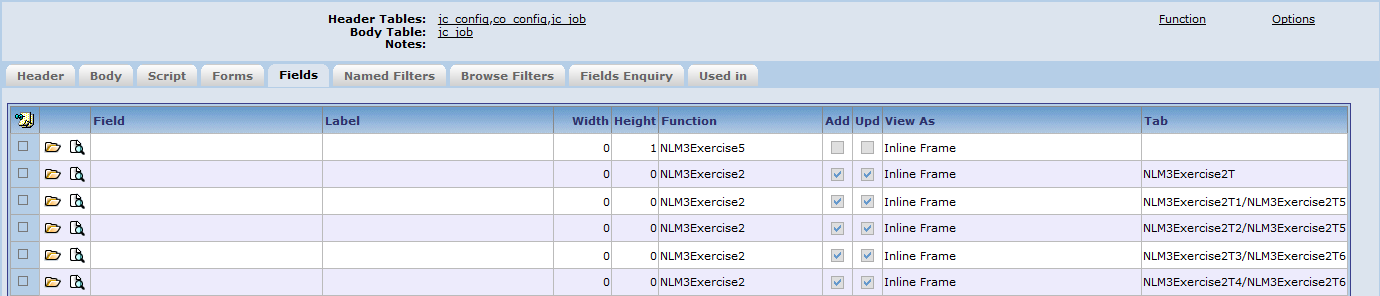 Header Tables: jc_config,co_config,jc_job Function Options
Body Table: jc_job
Notes:
Header Body Script Forms Fields Named Filters Browse Filters Fields Enquiry Used in
Field Label Width Height Function Add Upd View As Tab
0 1 NLM3Exercise5 Inline Frame
0 0 NLM3Exercise2 Inline Frame NLM3Exercise2T
0 0 NLM3Exercise2 Inline Frame NLM3Exercise2T1/NLM3Exercise2T5
0 0 NLM3Exercise2 Inline Frame NLM3Exercise2T2/NLM3Exercise2T5
0 0 NLM3Exercise2 Inline Frame NLM3Exercise2T3/NLM3Exercise2T6
0 0 NLM3Exercise2 Inline Frame NLM3Exercise2T4/NLM3Exercise2T6